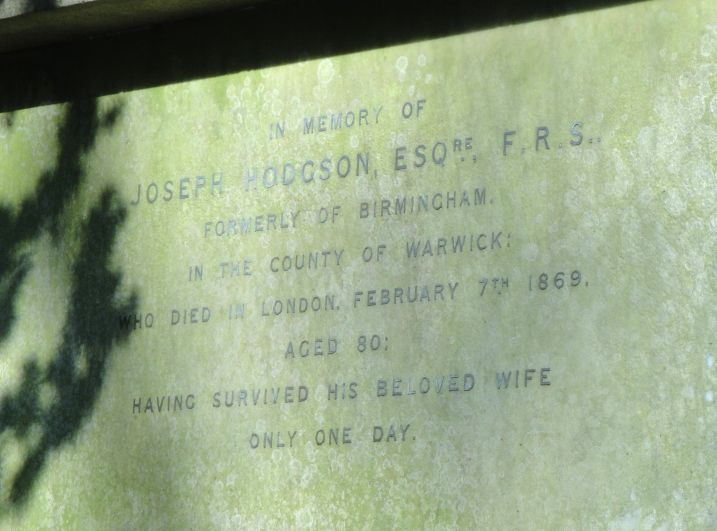 IN MEMORY OF
JOSEPH HODGSON, ESQRE, F.R.S.,
FORMERLY OF BIRMINGHAM,
IN THE COUNTY OF WARWICK:
WHO DIED IN LONDON, FEBRUARY 7TH 1869,
AGED 80:
HAVING SURVIVED HIS BELOVED WIFE
ONLY ONE DAY.